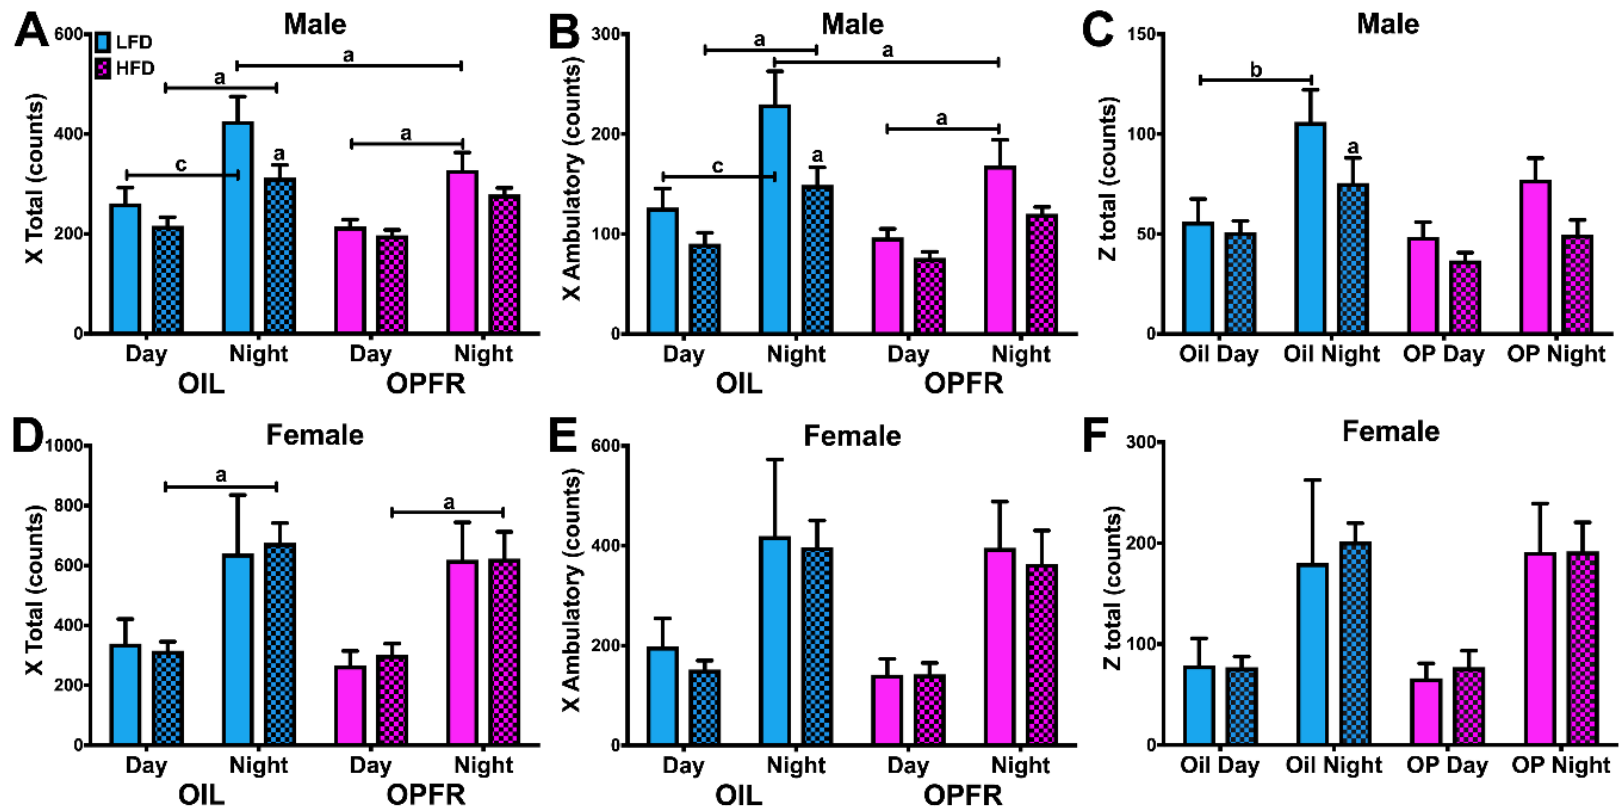 A
Male
X Total (counts)
600
400
200
0
LFD
HFD
a
a
a
c
a
Day
Night
Day
Night
OIL
OPFR
B
Male
X Ambulatory (counts)
300
200
100
0
a
a
a
c
a
Day
Night
Day
Night
OIL
OPFR
C
Male
Z total (counts)
150
100
50
0
b
a
Oil Day
Oil Night
OP Day
OP Night
D
Female
X Total (counts)
1000
800
600
400
200
0
a
a
Day
Night
Day
Night
OIL
OPFR
E
Female
X Ambulatory (counts)
600
400
200
0
Day
Night
Day
Night
OIL
OPFR
F
Female
Z total (counts)
300
200
100
0
Oil Day
Oil Night
OP Day
OP Night